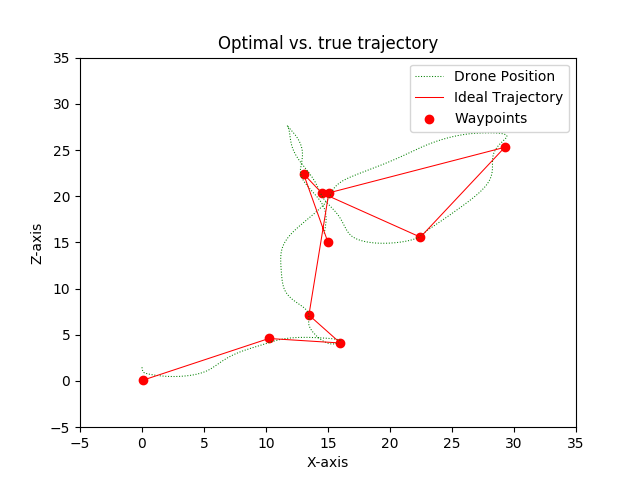 Optimal vs. true trajectory
Drone Position
Ideal Trajectory
Waypoints
Z-axis
35
30
25
20
15
10
5
0
−5
−5 0 5 10 15 20 25 30 35
X-axis